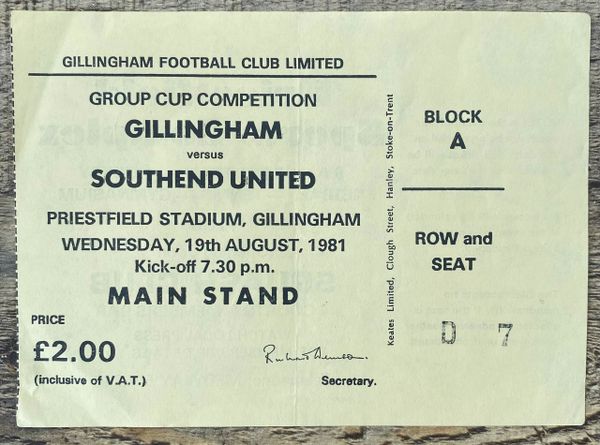 GILLINGHAM FOOTBALL CLUB LIMITED
GROUP CUP COMPETITION
GILLINGHAM
versus
SOUTHEND UNITED
PRIESTFIELD STADIUM, GILLINGHAM
WEDNESDAY, 19th AUGUST, 1981
Kick-off 7.30 p.m.
MAIN STAND
PRICE
£2.00
(inclusive of V.A.T.)
Secretary.
Keates Limited, Clough Street, Hanley, Stoke-on-Trent
BLOCK
A
ROW and
SEAT
D 7